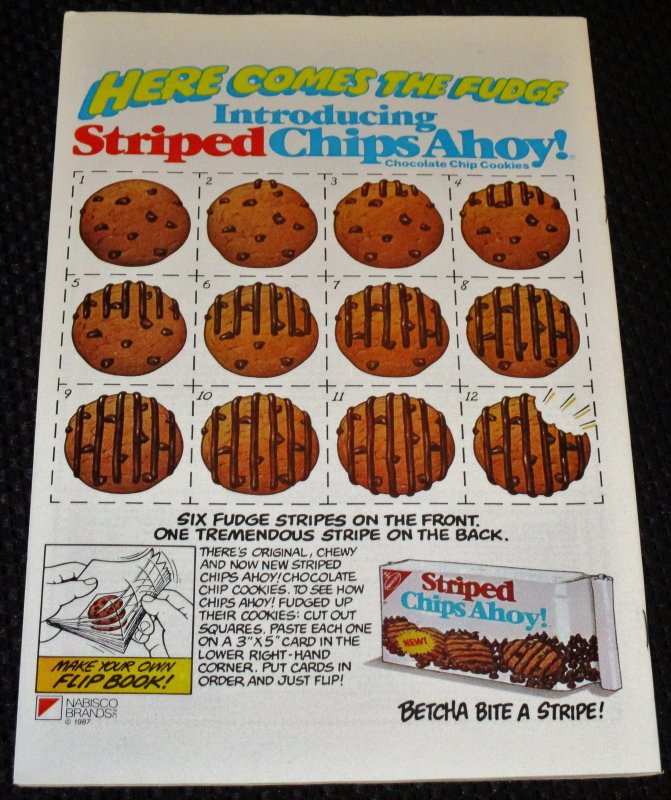 HERE COMES THE FUDGE
Introducing
Striped Chips Ahoy!®
Chocolate Chip Cookies
1 2 3 4
5 6 7 8
9 10 11 12
SIX FUDGE STRIPES ON THE FRONT.
ONE TREMENDOUS STRIPE ON THE BACK.
THERE'S ORIGINAL, CHEWY
AND NOW NEW STRIPED
CHIPS AHOY! CHOCOLATE
CHIP COOKIES. TO SEE HOW
CHIPS AHOY! FUDGED UP
THEIR COOKIES: CUT OUT
SQUARES. PASTE EACH ONE
ON A 3"X5" CARD IN THE
LOWER RIGHT-HAND
CORNER. PUT CARDS IN
ORDER AND JUST FLIP!
MAKE YOUR OWN
FLIP BOOK!
NABISCO
BRANDS INC
© 1987
Striped
Chips Ahoy!
NEW!
BETCHA BITE A STRIPE!